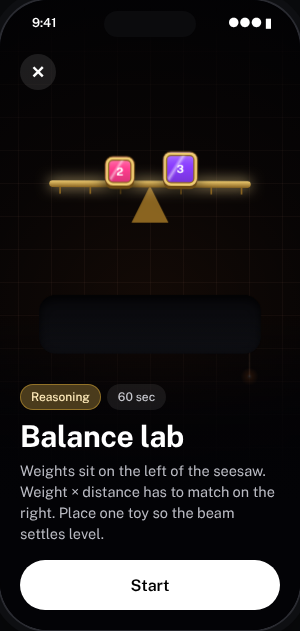 9:41
✕
2
3
Reasoning
60 sec
Balance lab
Weights sit on the left of the seesaw.
Weight × distance has to match on the
right. Place one toy so the beam
settles level.
Start